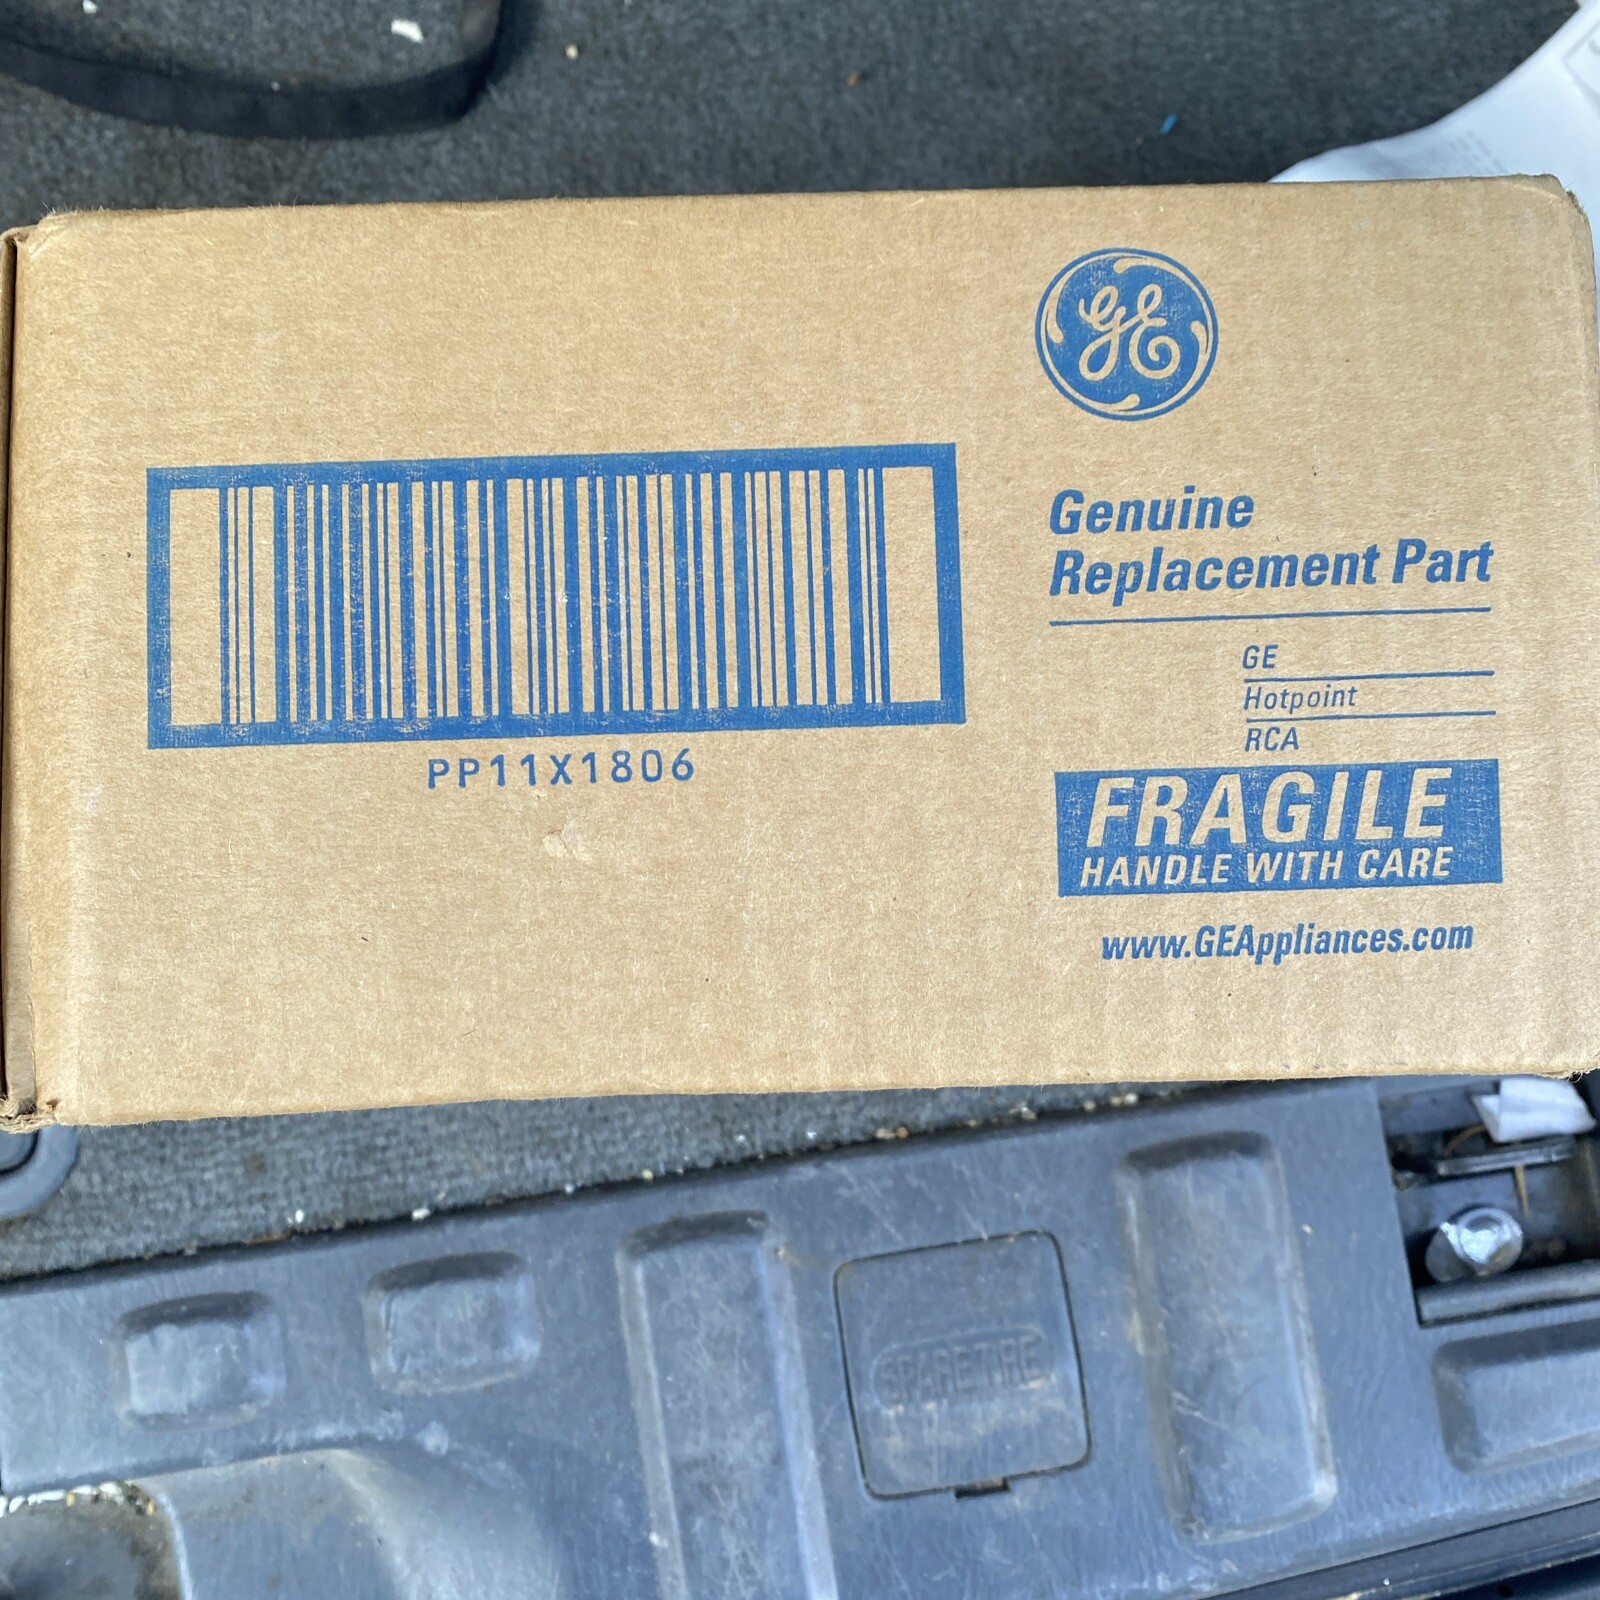 GE
Genuine
Replacement Part
GE
Hotpoint
RCA
PP11X1806
FRAGILE
HANDLE WITH CARE
www.GEAppliances.com
SPARE TIRE